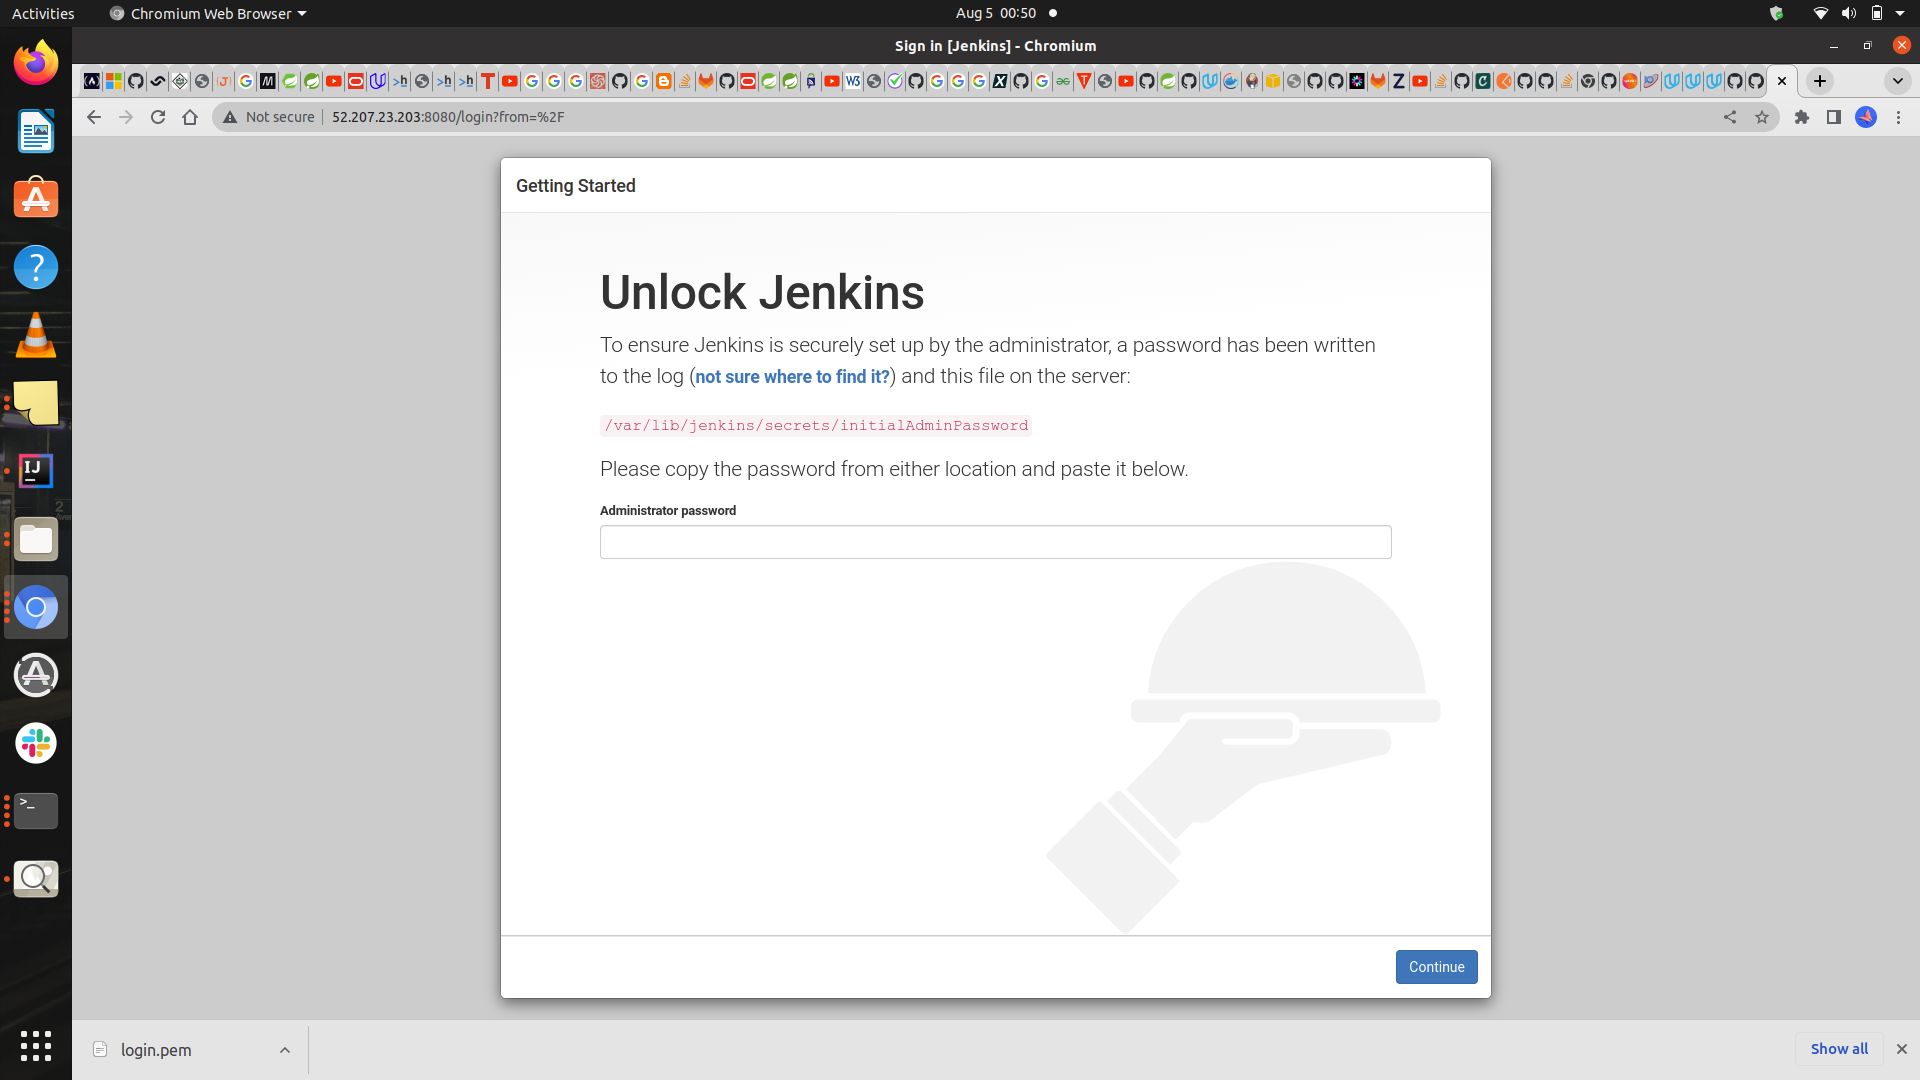 Activities
Chromium Web Browser
Aug 5 00:50
Sign in [Jenkins] - Chromium
Not secure
52.207.23.203:8080/login?from=%2F
Getting Started
Unlock Jenkins
To ensure Jenkins is securely set up by the administrator, a password has been written
to the log (not sure where to find it?) and this file on the server:
/var/lib/jenkins/secrets/initialAdminPassword
Please copy the password from either location and paste it below.
Administrator password
Continue
login.pem
Show all